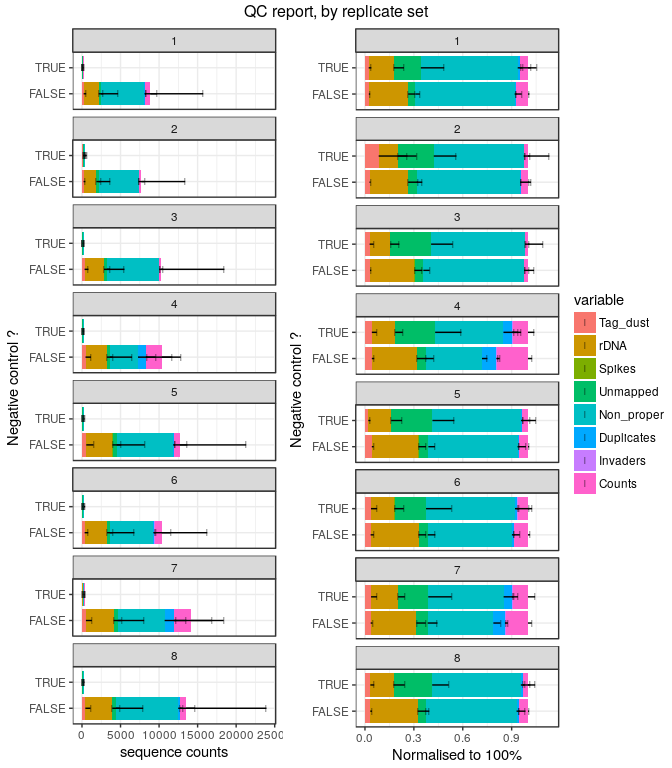 QC report, by replicate set
Negative control ?
1
TRUE
FALSE
2
TRUE
FALSE
3
TRUE
FALSE
4
TRUE
FALSE
5
TRUE
FALSE
6
TRUE
FALSE
7
TRUE
FALSE
8
TRUE
FALSE
0 5000 10000 15000 20000 2500
sequence counts
Negative control ?
1
TRUE
FALSE
2
TRUE
FALSE
3
TRUE
FALSE
4
TRUE
FALSE
5
TRUE
FALSE
6
TRUE
FALSE
7
TRUE
FALSE
8
TRUE
FALSE
0.0 0.3 0.6 0.9
Normalised to 100%
variable
Tag_dust
rDNA
Spikes
Unmapped
Non_proper
Duplicates
Invaders
Counts